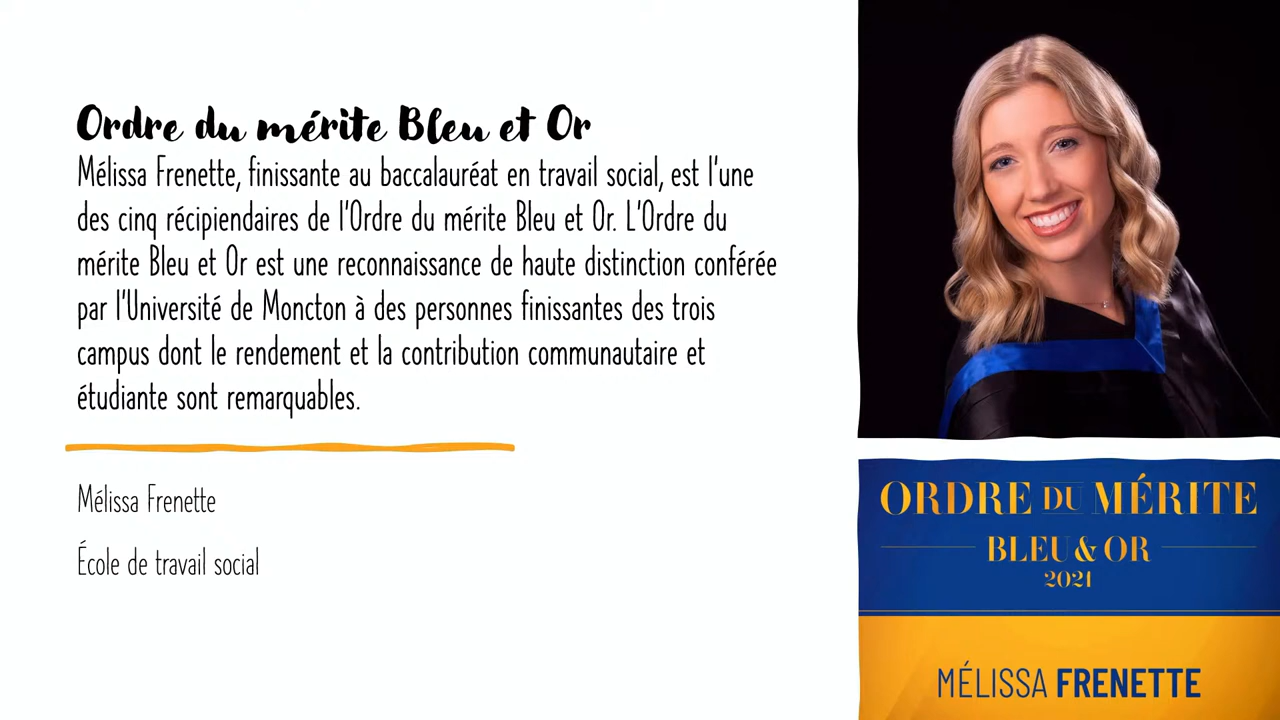 Ordre du mérite Bleu et Or
Mélissa Frenette, finissante au baccalauréat en travail social, est l'une
des cinq récipiendaires de l'Ordre du mérite Bleu et Or. L'Ordre du
mérite Bleu et Or est une reconnaissance de haute distinction conférée
par l'Université de Moncton à des personnes finissantes des trois
campus dont le rendement et la contribution communautaire et
étudiante sont remarquables.
Mélissa Frenette
École de travail social
ORDRE DU MÉRITE
BLEU & OR
2021
MÉLISSA FRENETTE